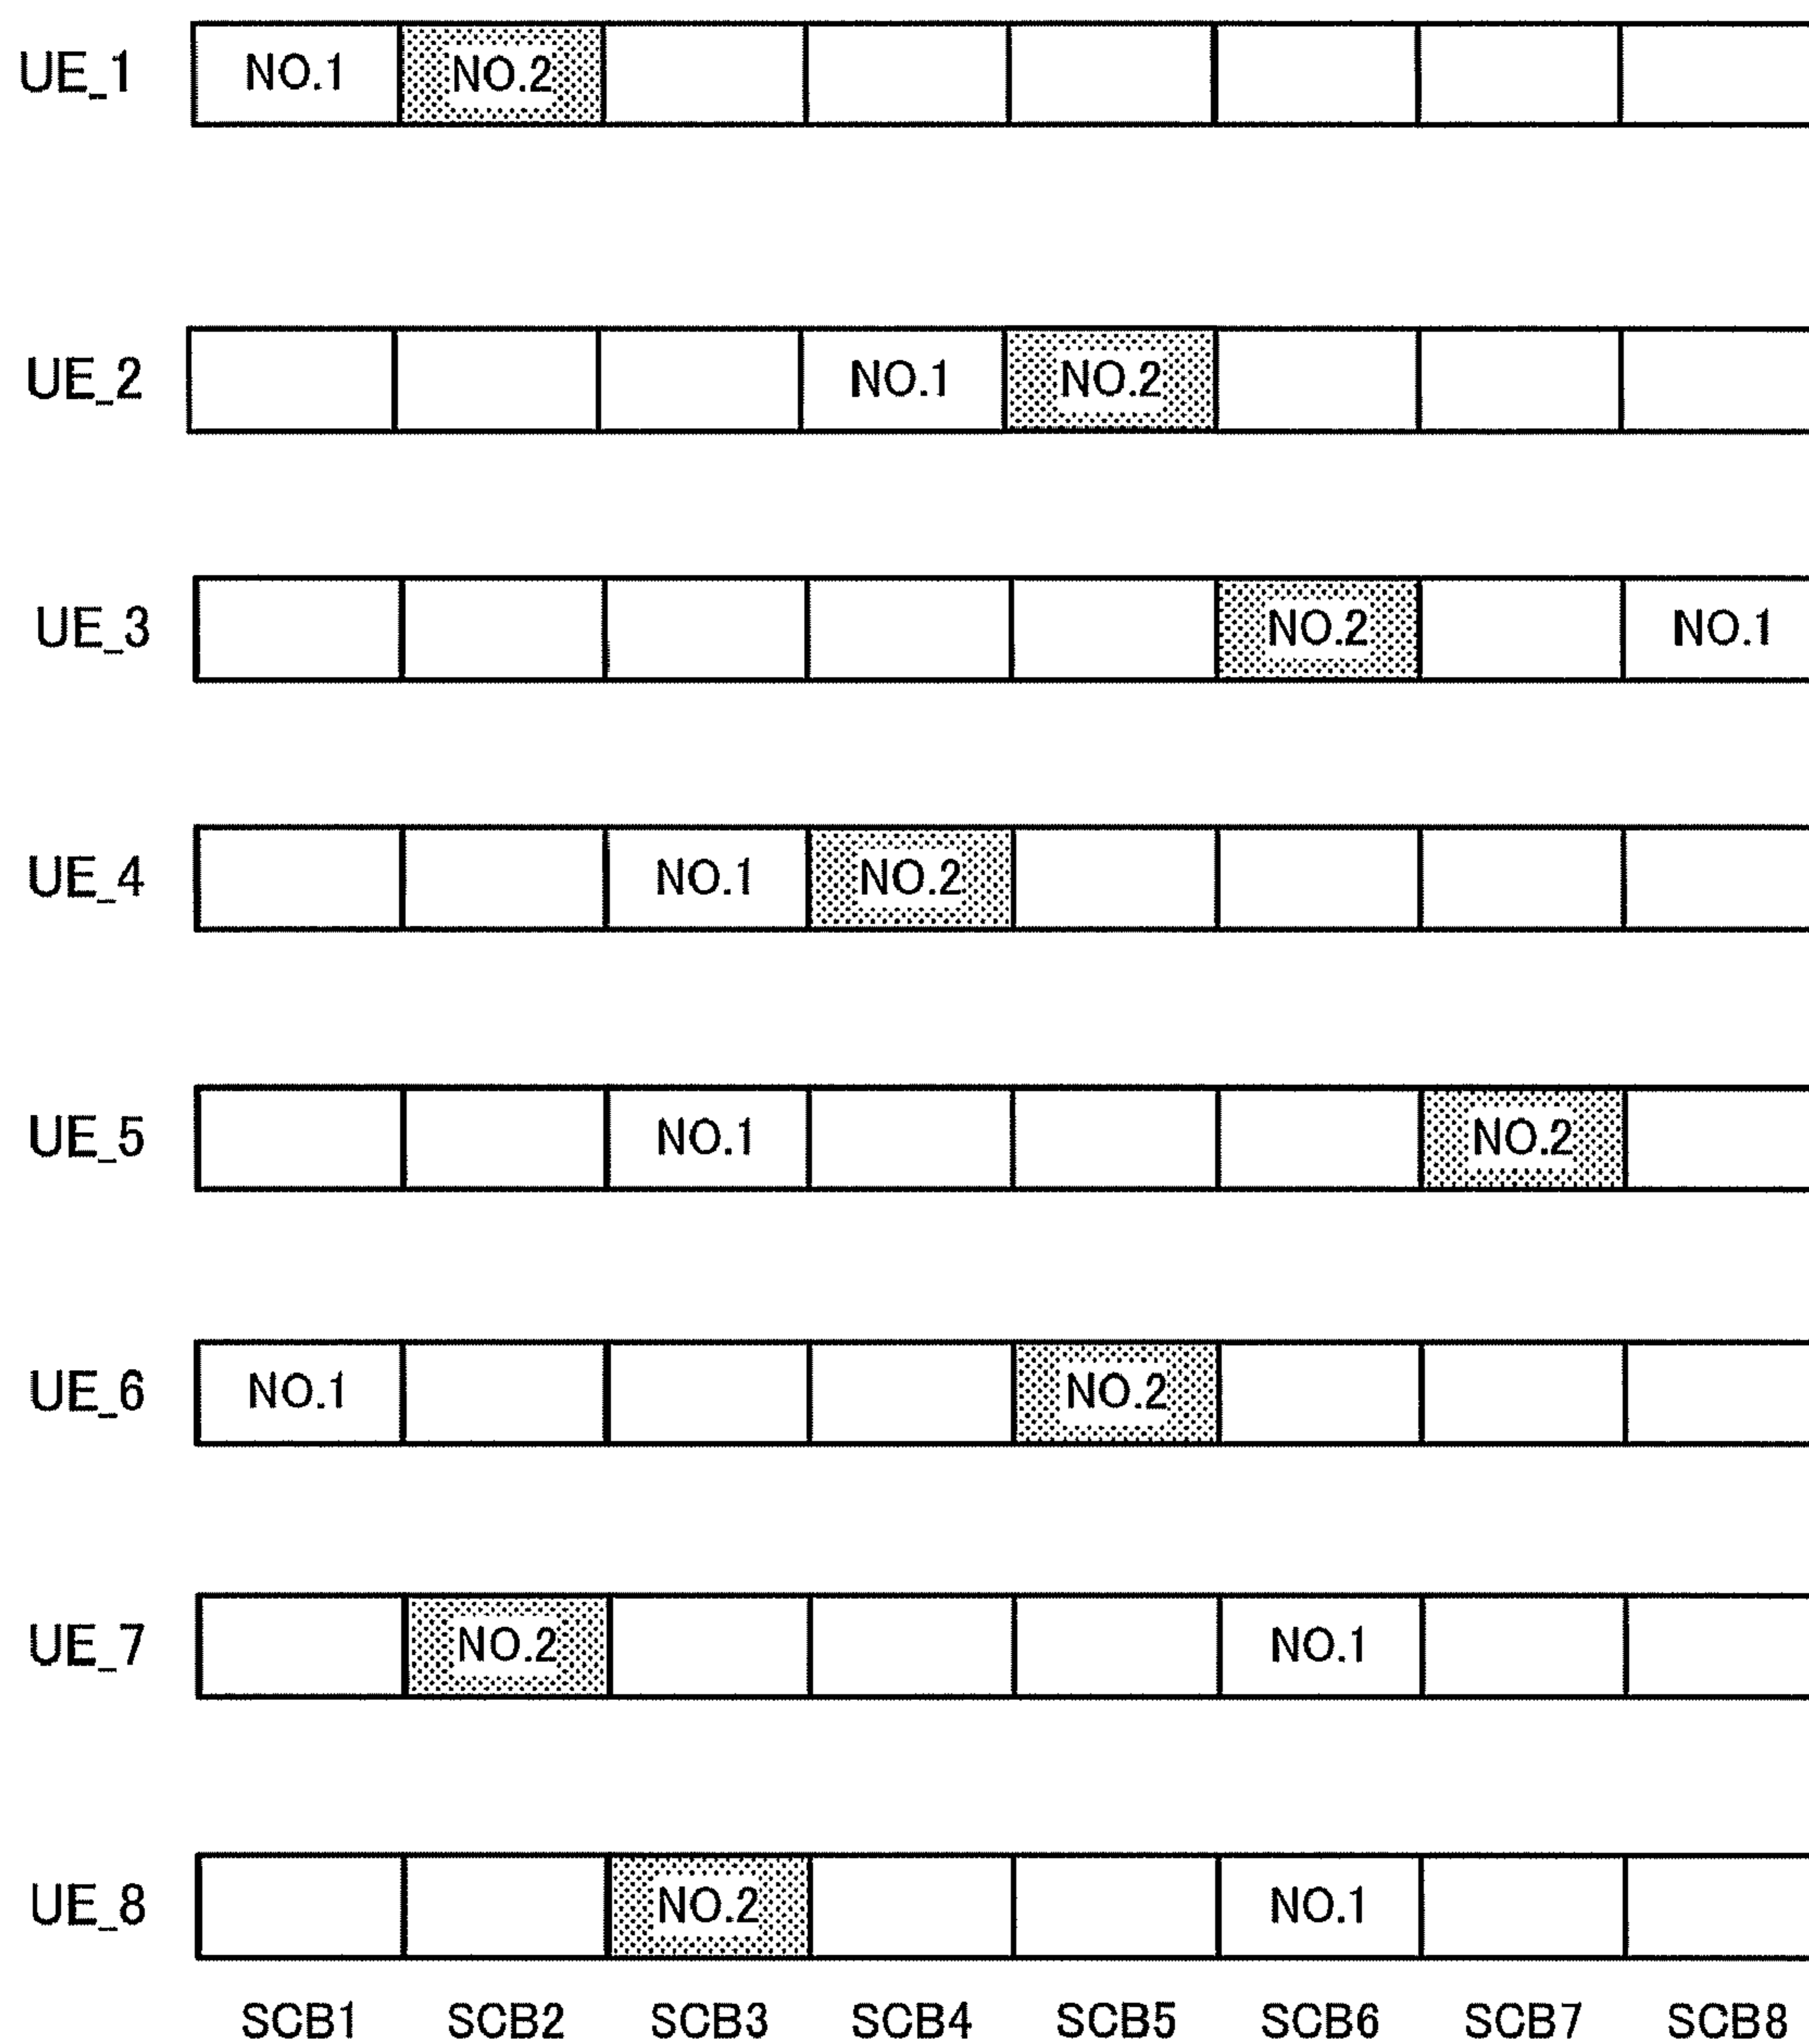 UE_1 NO.1 NO.2
UE_2 NO.1 NO.2
UE_3 NO.2 NO.1
UE_4 NO.1 NO.2
UE_5 NO.1 NO.2
UE_6 NO.1 NO.2
UE_7 NO.2 NO.1
UE_8 NO.2 NO.1
SCB1 SCB2 SCB3 SCB4 SCB5 SCB6 SCB7 SCB8